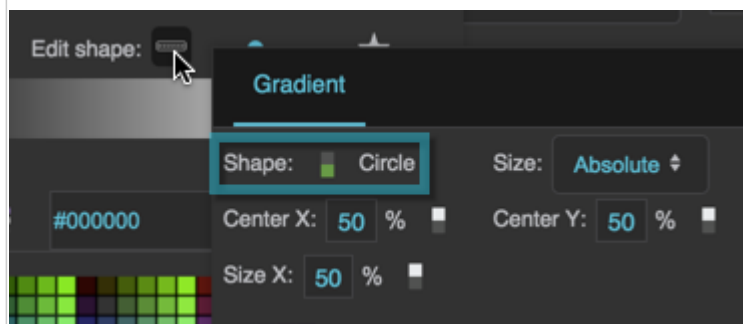 Edit shape:
Gradient
Shape: Circle Size: Absolute
#000000 Center X: 50 % Center Y: 50 %
Size X: 50 %